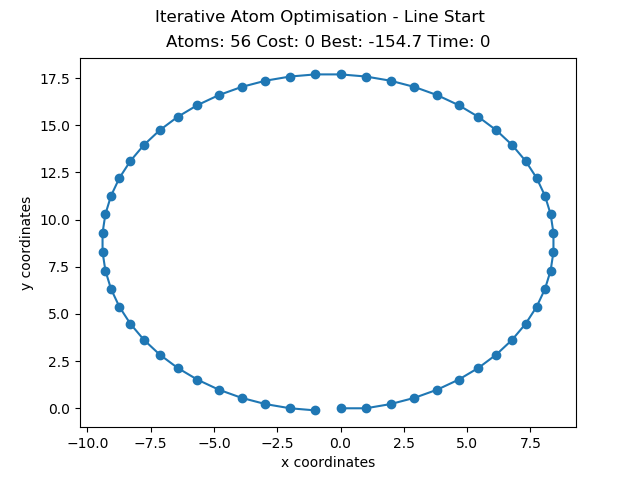 Iterative Atom Optimisation - Line Start
Atoms: 56 Cost: 0 Best: -154.7 Time: 0
17.5
15.0
12.5
10.0
7.5
5.0
2.5
0.0
y coordinates
−10.0 −7.5 −5.0 −2.5 0.0 2.5 5.0 7.5
x coordinates